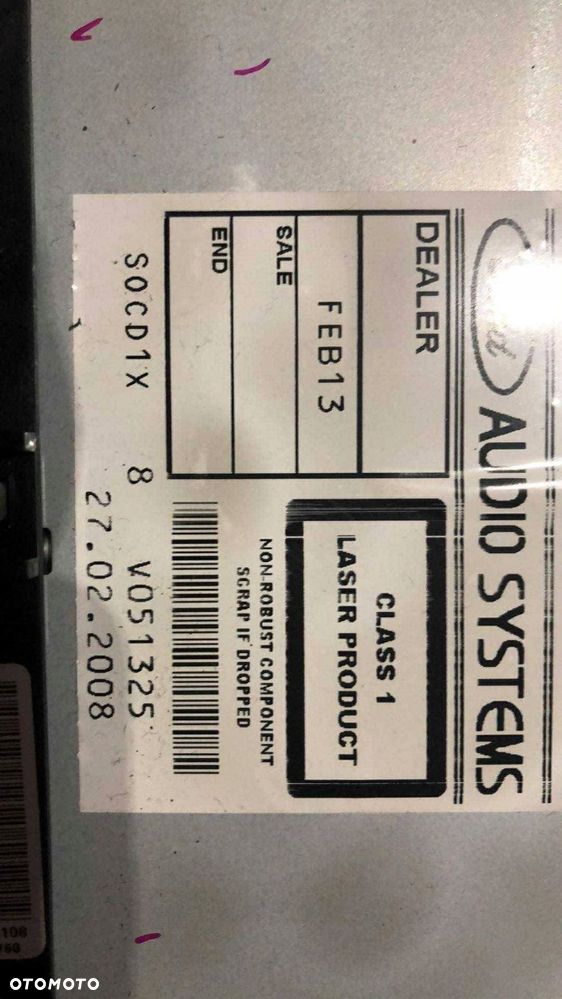 AUDIO SYSTEMS
DEALER
FEB13
SALE
END
CLASS 1
LASER PRODUCT
NON-ROBUST COMPONENT
SCRAP IF DROPPED
SOCD1X 8 V051325
27.02.2008
OTOMOTO